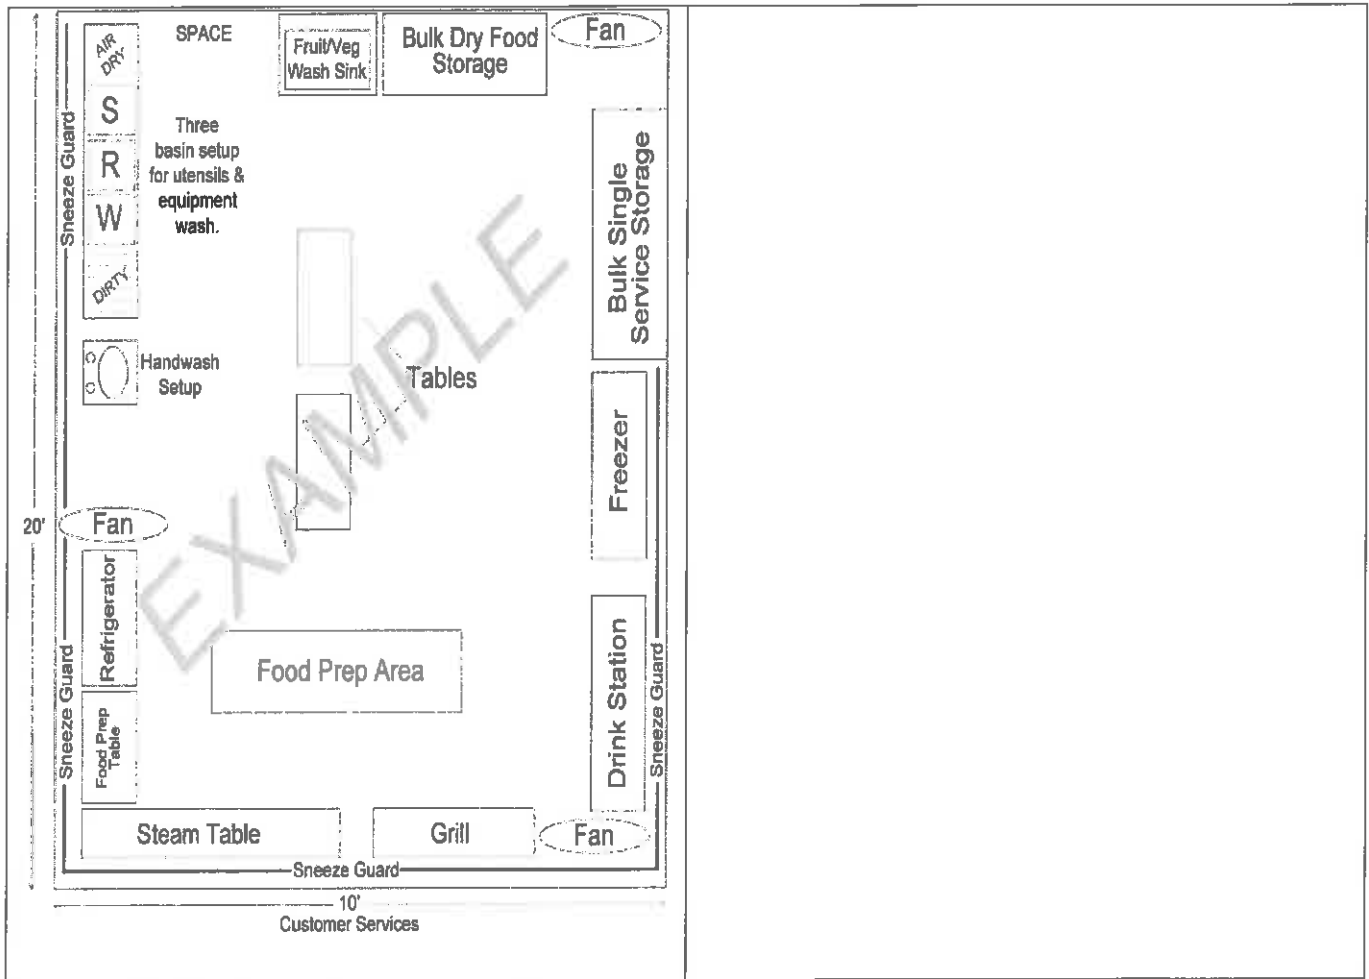 AIR
DRY
SPACE
Fruit/Veg
Wash Sink
Bulk Dry Food
Storage
Fan
S
R
W
DIRTY
Three
basin setup
for utensils &
equipment
wash.
Sneeze Guard
Bulk Single
Service Storage
Handwash
Setup
Tables
EXAMPLE
Freezer
20'
Fan
Refrigerator
Food Prep Area
Drink Station
Sneeze Guard
Sneeze Guard
Food Prep
Table
Steam Table
Grill
Fan
Sneeze Guard
10'
Customer Services